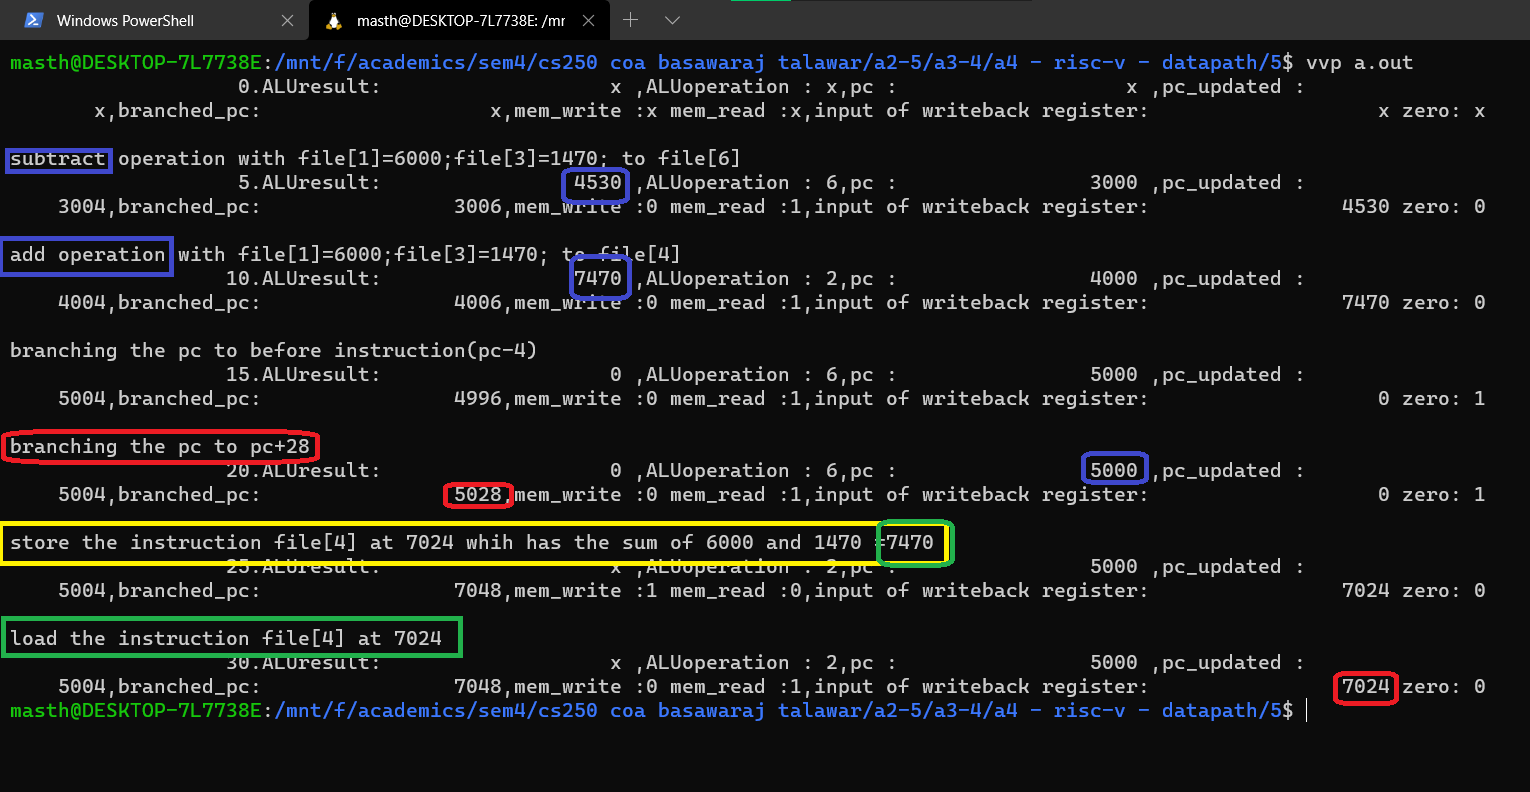 Windows PowerShell
masth@DESKTOP-7L7738E: /mr
masth@DESKTOP-7L7738E:/mnt/f/academics/sem4/cs250 coa basawaraj talawar/a2-5/a3-4/a4 - risc-v - datapath/5$ vvp a.out
0.ALUresult: x ,ALUoperation : x,pc : x ,pc_updated :
x,branched_pc: x,mem_write :x mem_read :x,input of writeback register: x zero: x
subtract operation with file[1]=6000;file[3]=1470; to file[6]
5.ALUresult: 4530 ,ALUoperation : 6,pc : 3000 ,pc_updated :
3004,branched_pc: 3006,mem_write :0 mem_read :1,input of writeback register: 4530 zero: 0
add operation with file[1]=6000;file[3]=1470; to file[4]
10.ALUresult: 7470 ,ALUoperation : 2,pc : 4000 ,pc_updated :
4004,branched_pc: 4006,mem_write :0 mem_read :1,input of writeback register: 7470 zero: 0
branching the pc to before instruction(pc-4)
15.ALUresult: 0 ,ALUoperation : 6,pc : 5000 ,pc_updated :
5004,branched_pc: 4996,mem_write :0 mem_read :1,input of writeback register: 0 zero: 1
branching the pc to pc+28
20.ALUresult: 0 ,ALUoperation : 6,pc : 5000 ,pc_updated :
5004,branched_pc: 5028,mem_write :0 mem_read :1,input of writeback register: 0 zero: 1
store the instruction file[4] at 7024 whih has the sum of 6000 and 1470 =7470
25.ALUresult: x ,ALUoperation : 2,pc : 5000 ,pc_updated :
5004,branched_pc: 7048,mem_write :1 mem_read :0,input of writeback register: 7024 zero: 0
load the instruction file[4] at 7024
30.ALUresult: x ,ALUoperation : 2,pc : 5000 ,pc_updated :
5004,branched_pc: 7048,mem_write :0 mem_read :1,input of writeback register: 7024 zero: 0
masth@DESKTOP-7L7738E:/mnt/f/academics/sem4/cs250 coa basawaraj talawar/a2-5/a3-4/a4 - risc-v - datapath/5$